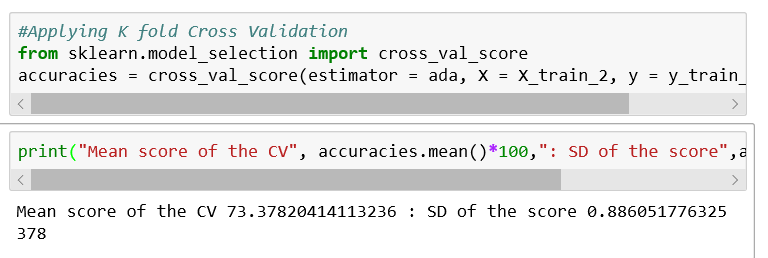 #Applying K fold Cross Validation
from sklearn.model_selection import cross_val_score
accuracies = cross_val_score(estimator = ada, X = X_train_2, y = y_train_
print("Mean score of the CV", accuracies.mean()*100,": SD of the score",a
Mean score of the CV 73.37820414113236 : SD of the score 0.886051776325
378